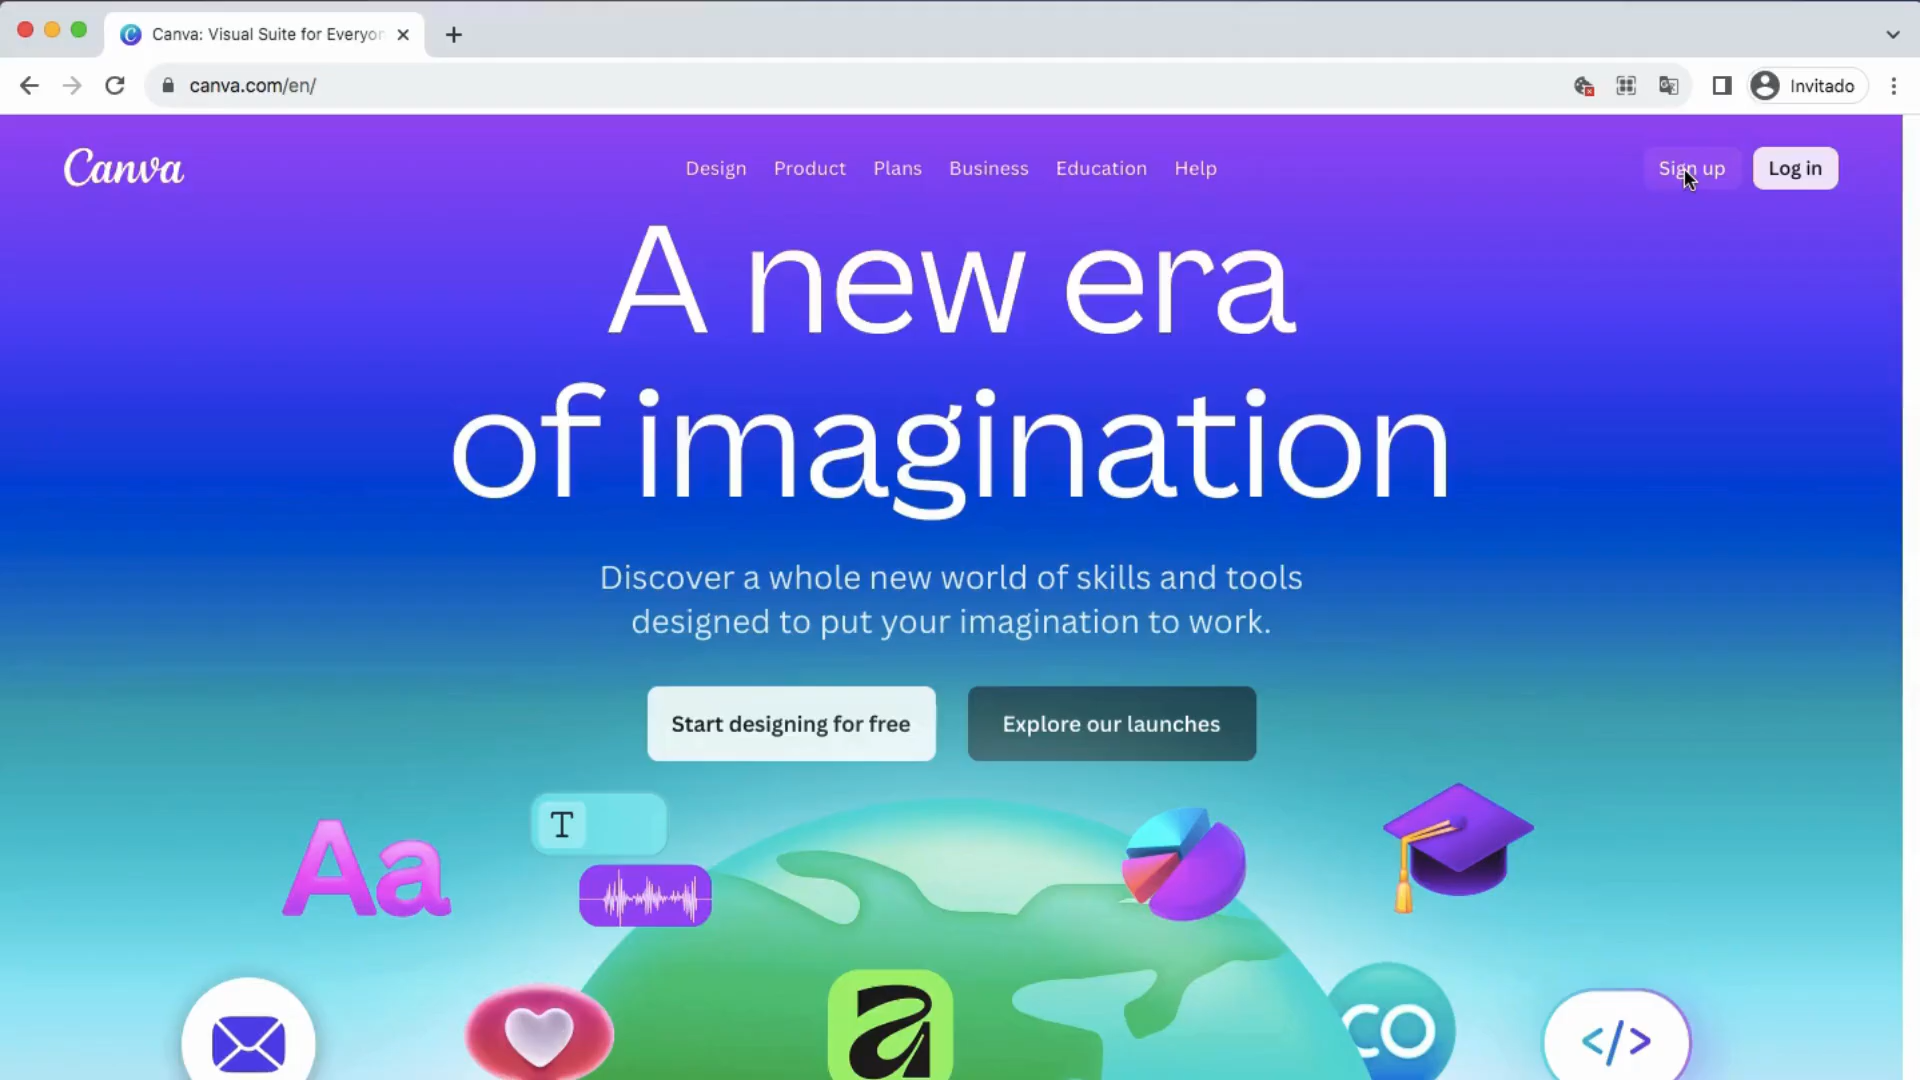 Canva: Visual Suite for Everyon
canva.com/en/
Invitado
Canva
Design Product Plans Business Education Help
Sign up
Log in
A new era
of imagination
Discover a whole new world of skills and tools
designed to put your imagination to work.
Start designing for free
Explore our launches
Aa
T
a
CO
</>